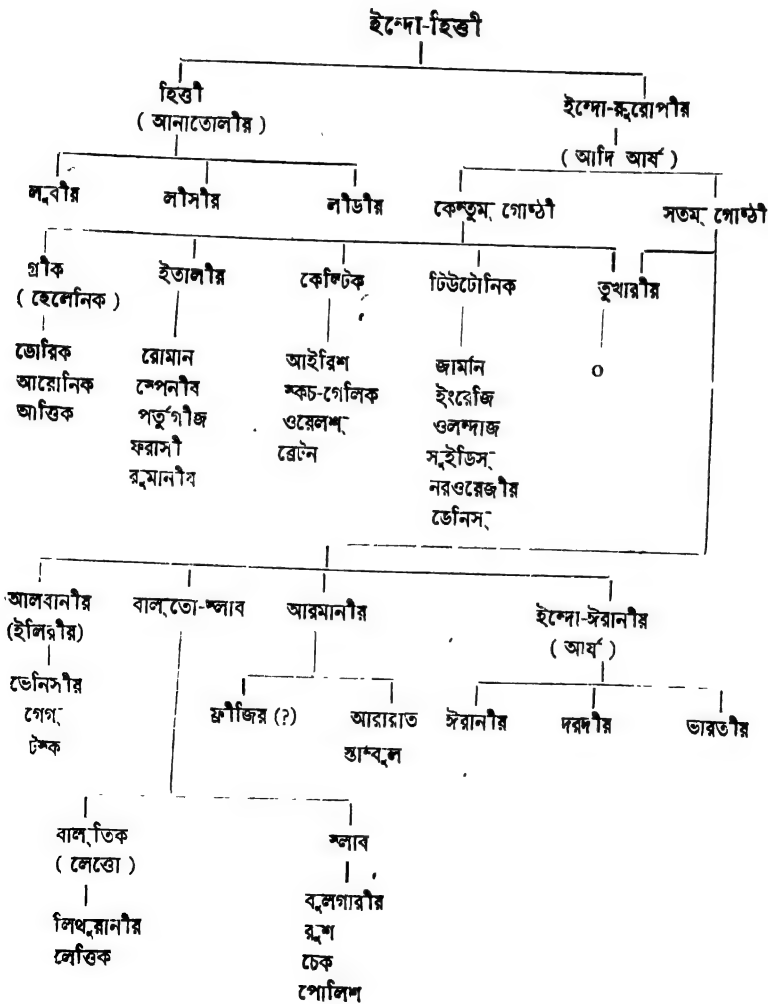 ইন্দো-হিত্তী
হিত্তী
( আনাতোলীয় )
ইন্দো-য়ুরোপীয়
( আদি আর্য )
লুবীয়
লীসীয়
লীডীয়
কেন্তুম্ গোষ্ঠী
সতম্ গোষ্ঠী
গ্রীক
( হেলেনিক )
ইতালীয়
কেল্টিক
টিউটোনিক
তুখারীয়
ডোরিক
আয়োনিক
আত্তিক
রোমান
স্পেনীয়
পর্তুগীজ
ফরাসী
রুমানীয়
আইরিশ
স্কচ-গেলিক
ওয়েলশ্
ব্রেটন
জার্মান
ইংরেজি
ওলন্দাজ
সুইডিস্
নরওয়েজীয়
ডেনিস্
০
আলবানীয়
(ইলিরীয়)
বাল্‌তো-স্লাব
আরমানীয়
ইন্দো-ঈরানীয়
( আর্য )
ভেনিসীয়
গেগ্
টস্ক
ফ্রীজিয় (?)
আরারাত
স্তাম্বুল
ঈরানীয়
দরদীয়
ভারতীয়
বাল্‌তিক
( লেত্তো )
স্লাব
লিথুয়ানীয়
লেত্তিক
বুলগারীয়
রুশ
চেক
পোলিশ